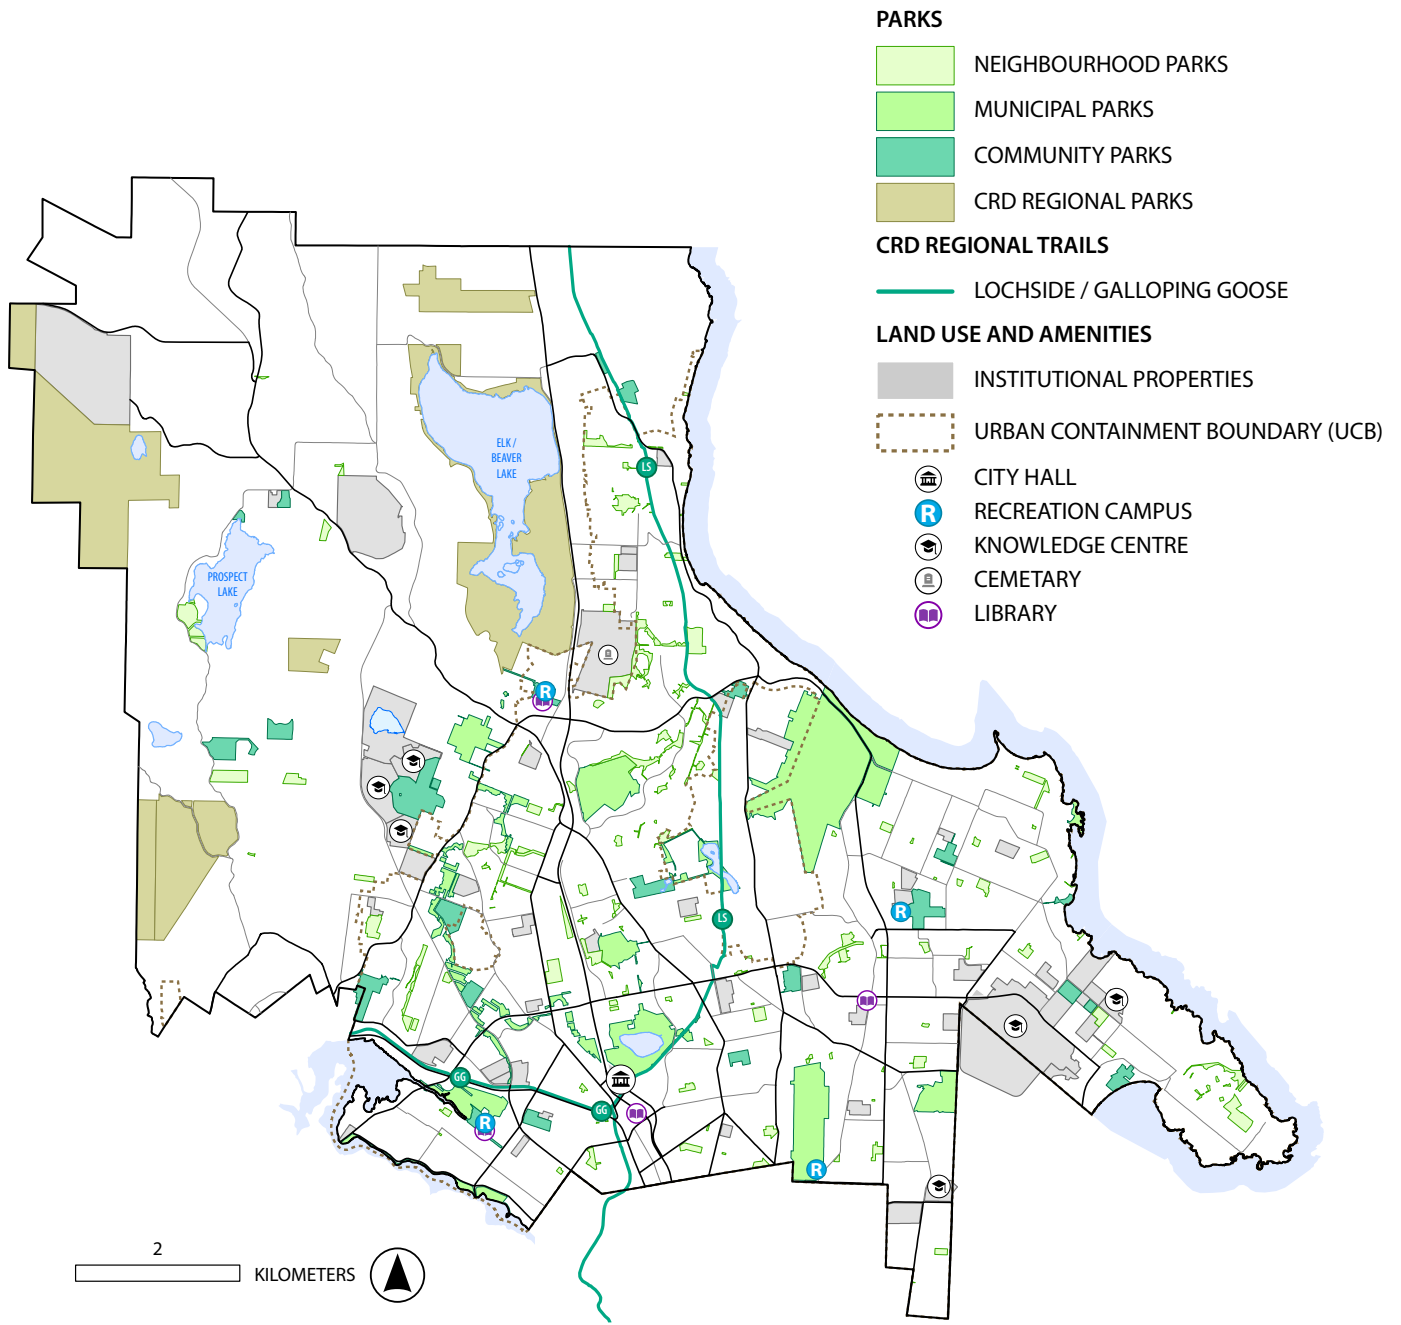 PARKS
NEIGHBOURHOOD PARKS
MUNICIPAL PARKS
COMMUNITY PARKS
CRD REGIONAL PARKS
CRD REGIONAL TRAILS
LOCHSIDE / GALLOPING GOOSE
LAND USE AND AMENITIES
INSTITUTIONAL PROPERTIES
URBAN CONTAINMENT BOUNDARY (UCB)
CITY HALL
R
RECREATION CAMPUS
KNOWLEDGE CENTRE
CEMETARY
LIBRARY
ELK /
BEAVER
LAKE
LS
PROSPECT
LAKE
R
R
LS
GG
GG
R
R
2
KILOMETERS